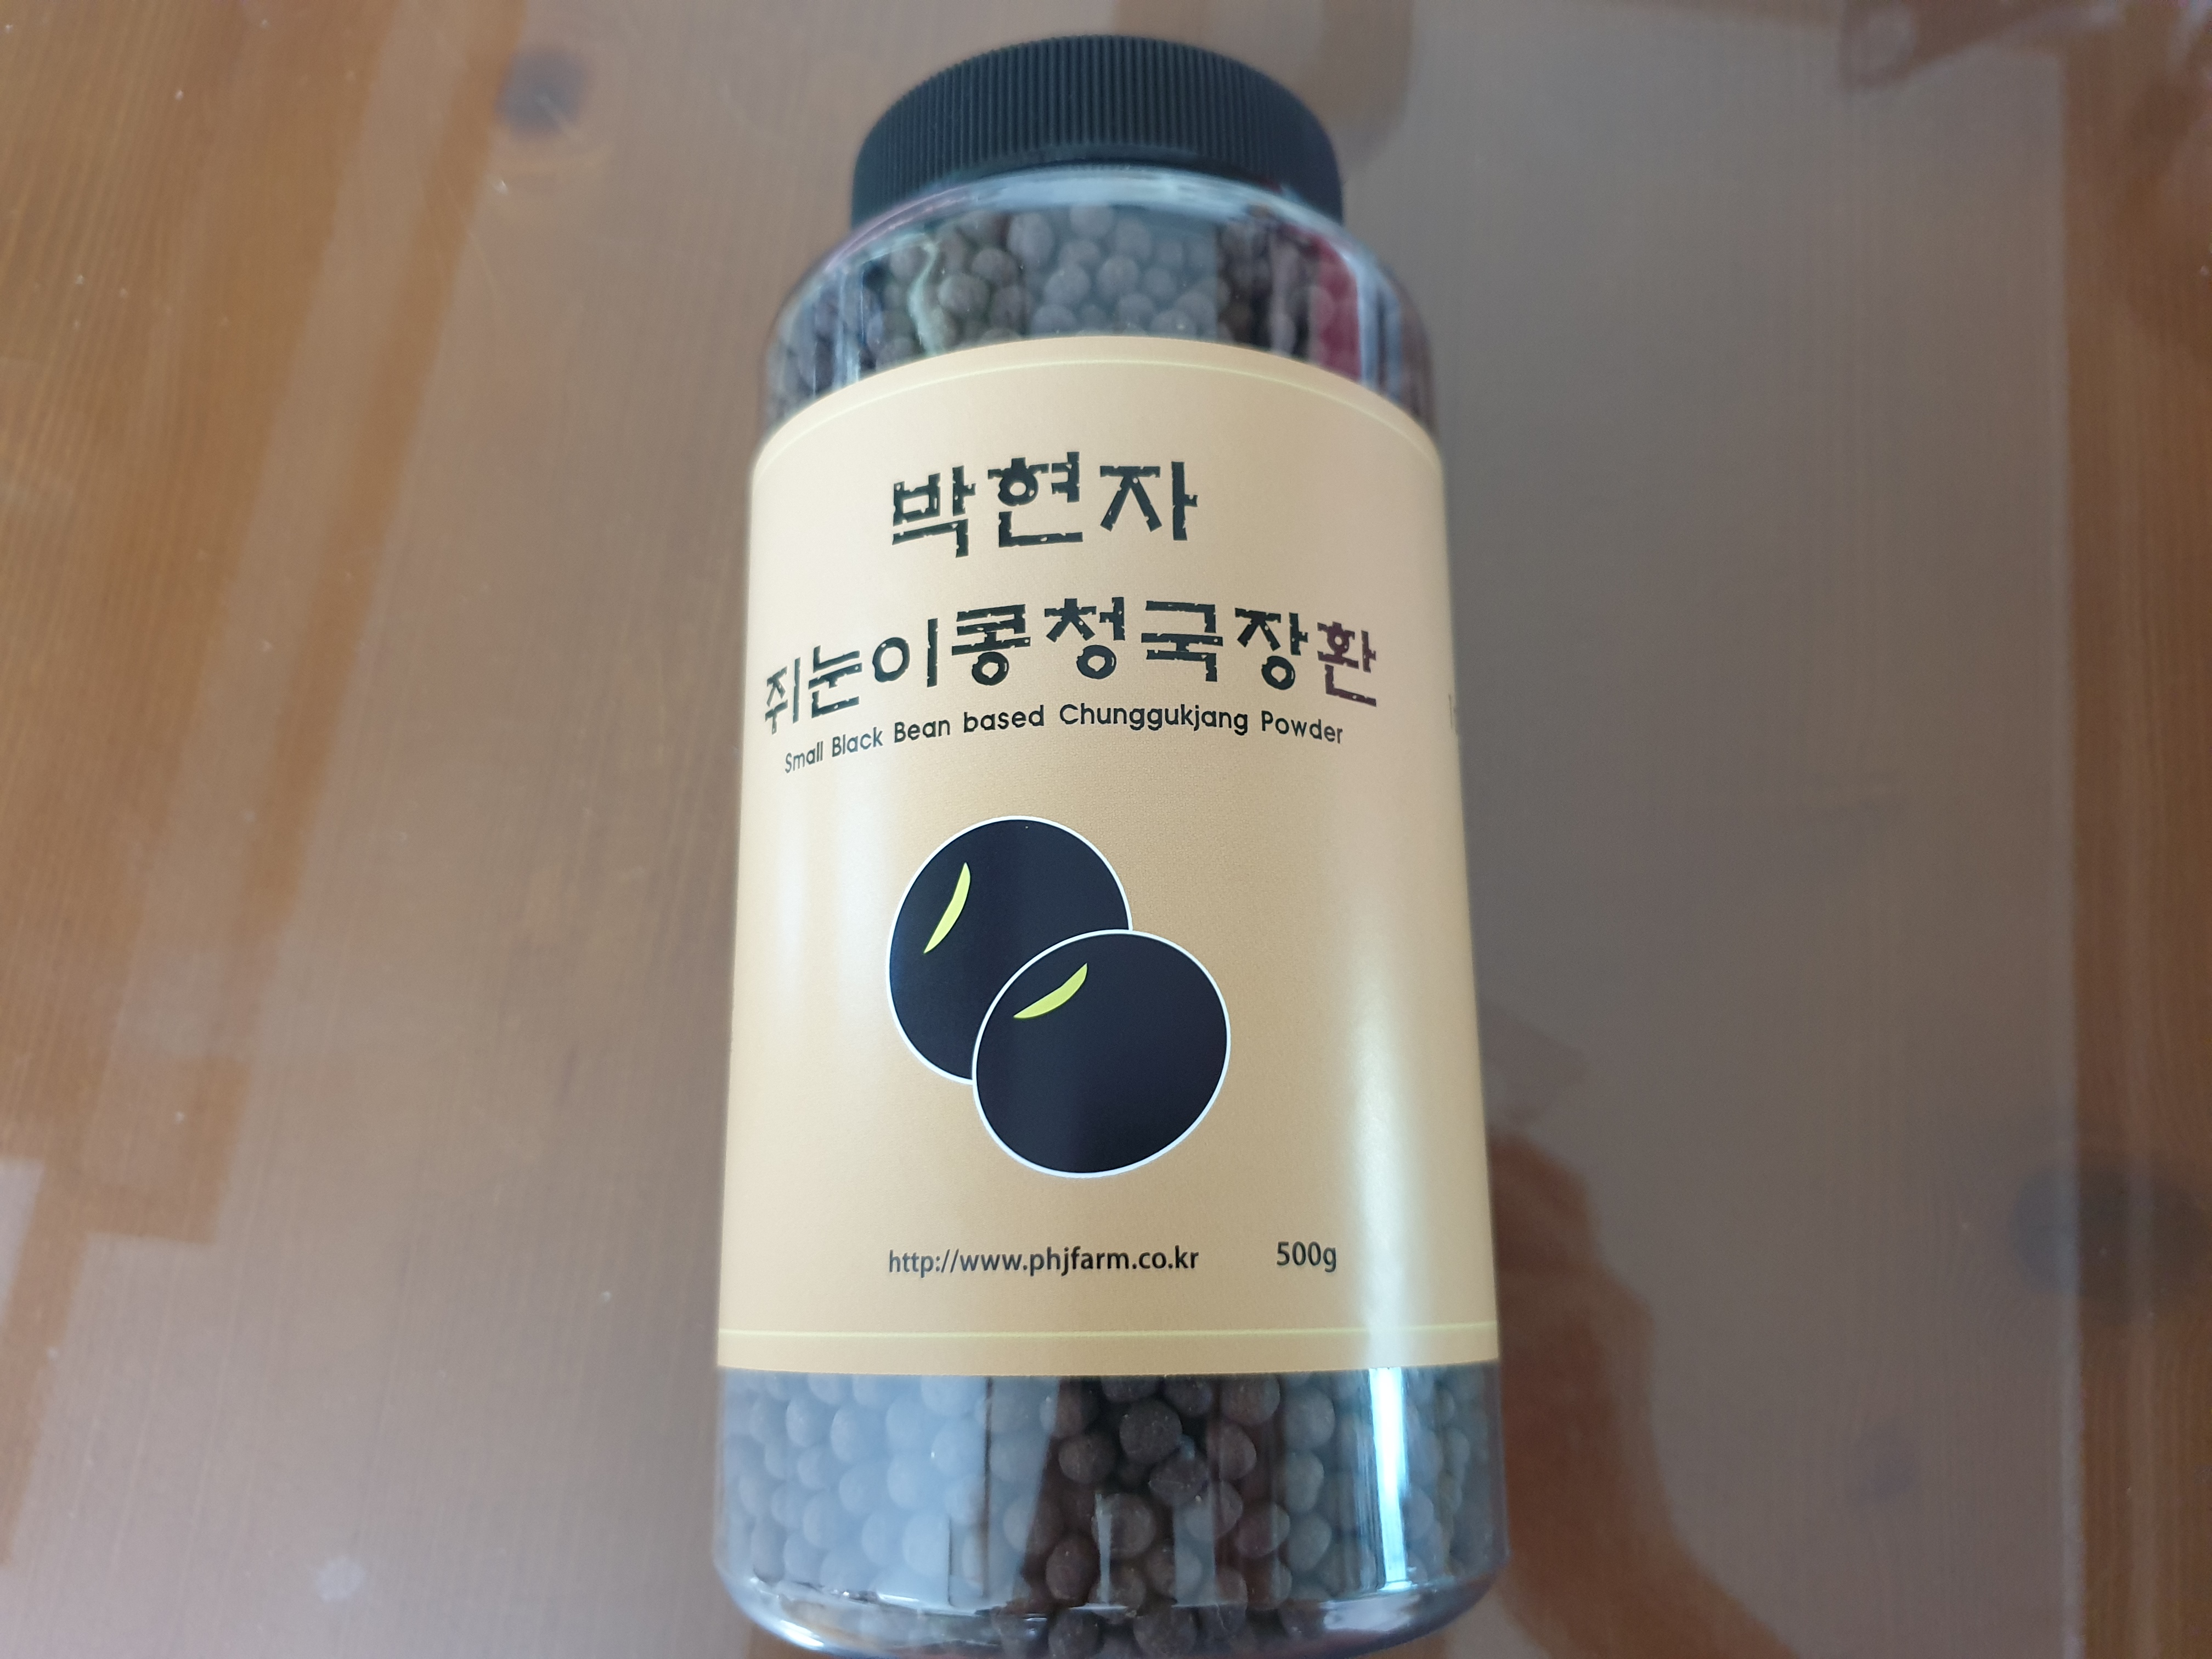 박현자
쥐눈이콩청국장환
Small Black Bean based Chunggukjang Powder
http://www.phjfarm.co.kr 500g